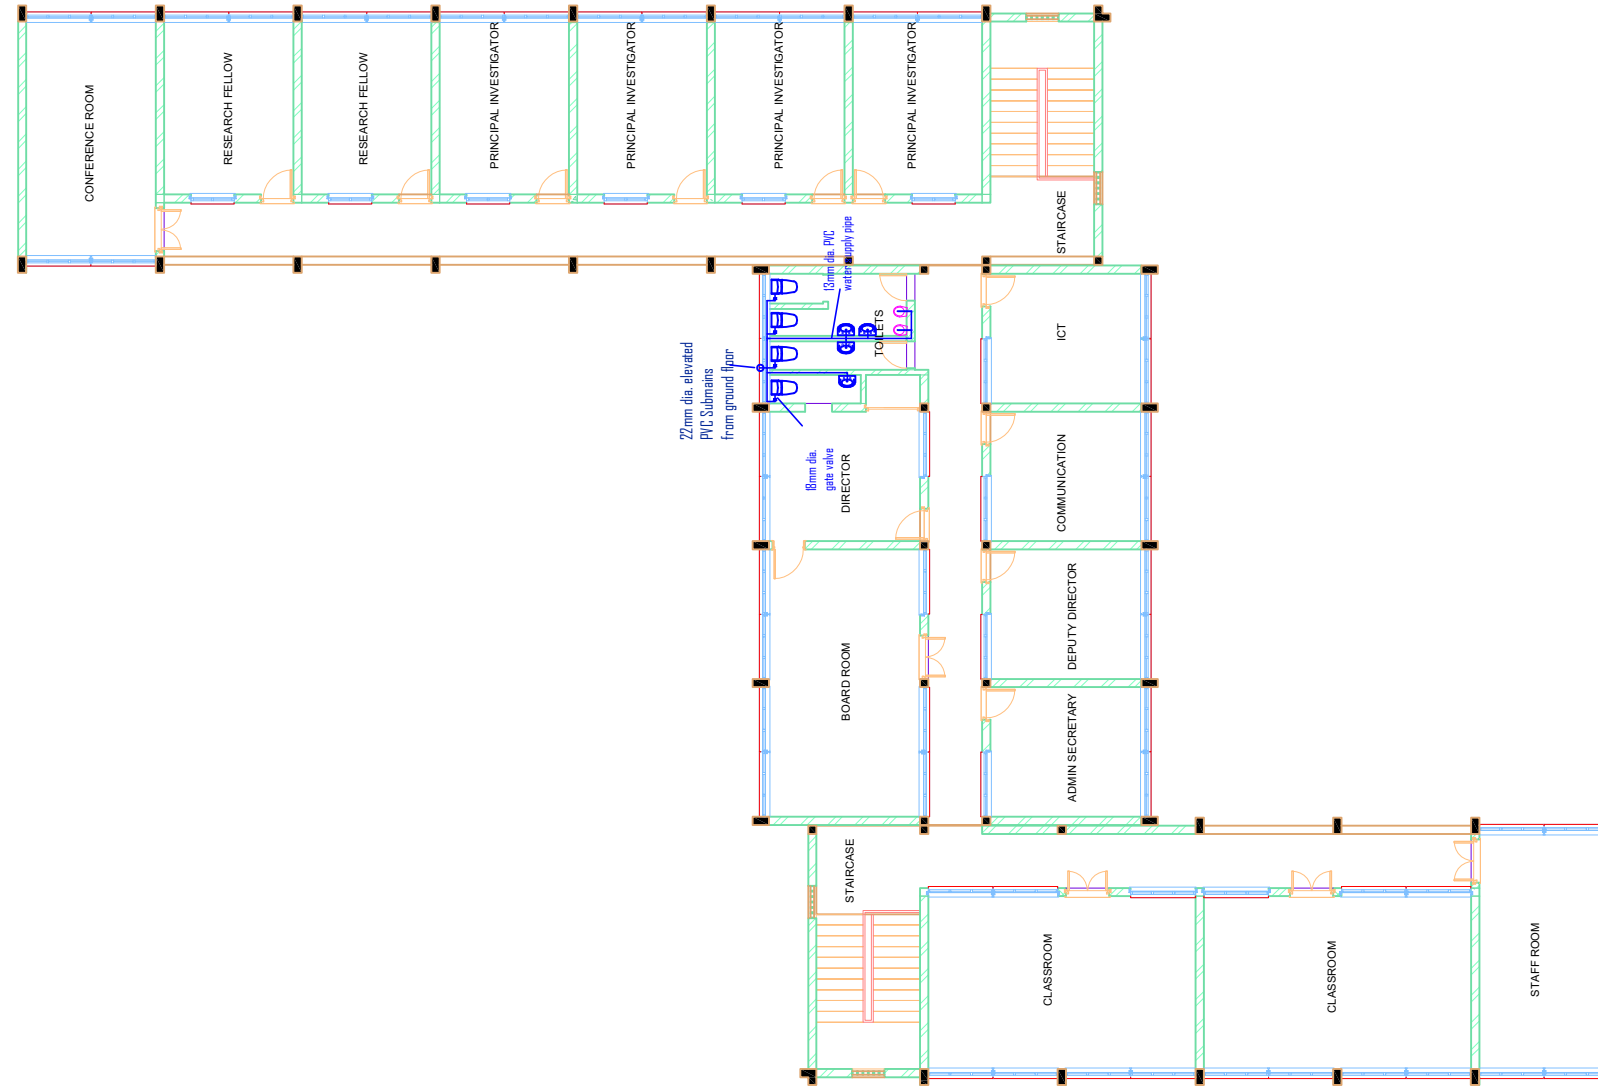 CONFERENCE ROOM
RESEARCH FELLOW
RESEARCH FELLOW
PRINCIPAL INVESTIGATOR
PRINCIPAL INVESTIGATOR
PRINCIPAL INVESTIGATOR
PRINCIPAL INVESTIGATOR
STAIRCASE
13mm dia. PVC
water supply pipe
TOILETS
ICT
22mm dia. elevated
PVC Submains
from ground floor
18mm dia.
gate valve
DIRECTOR
COMMUNICATION
DEPUTY DIRECTOR
BOARD ROOM
ADMIN SECRETARY
STAIRCASE
CLASSROOM
CLASSROOM
STAFF ROOM